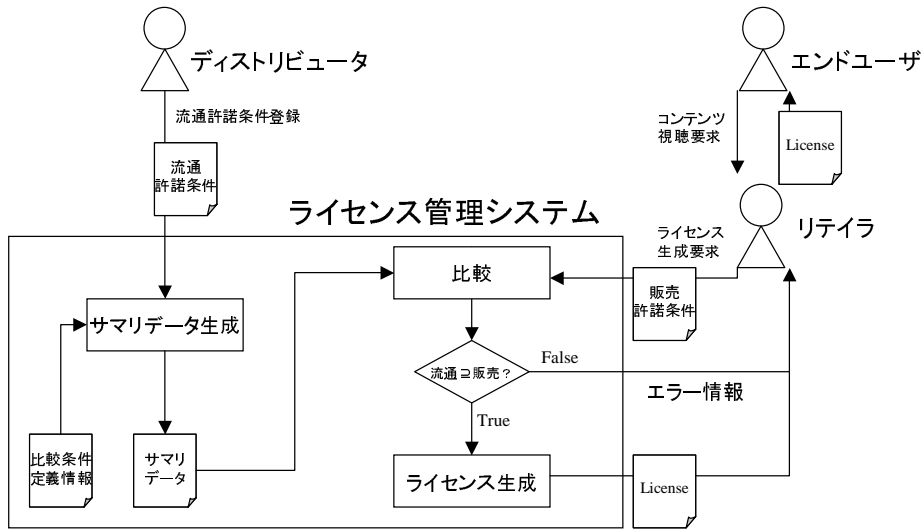 ディストリビュータ
流通許諾条件登録
流通
許諾条件
エンドユーザ
コンテンツ
視聴要求
License
リテイラ
ライセンス
生成要求
販売
許諾条件
ライセンス管理システム
サマリデータ生成
比較条件
定義情報
サマリ
データ
比較
流通⊇販売?
False
エラー情報
True
ライセンス生成
License